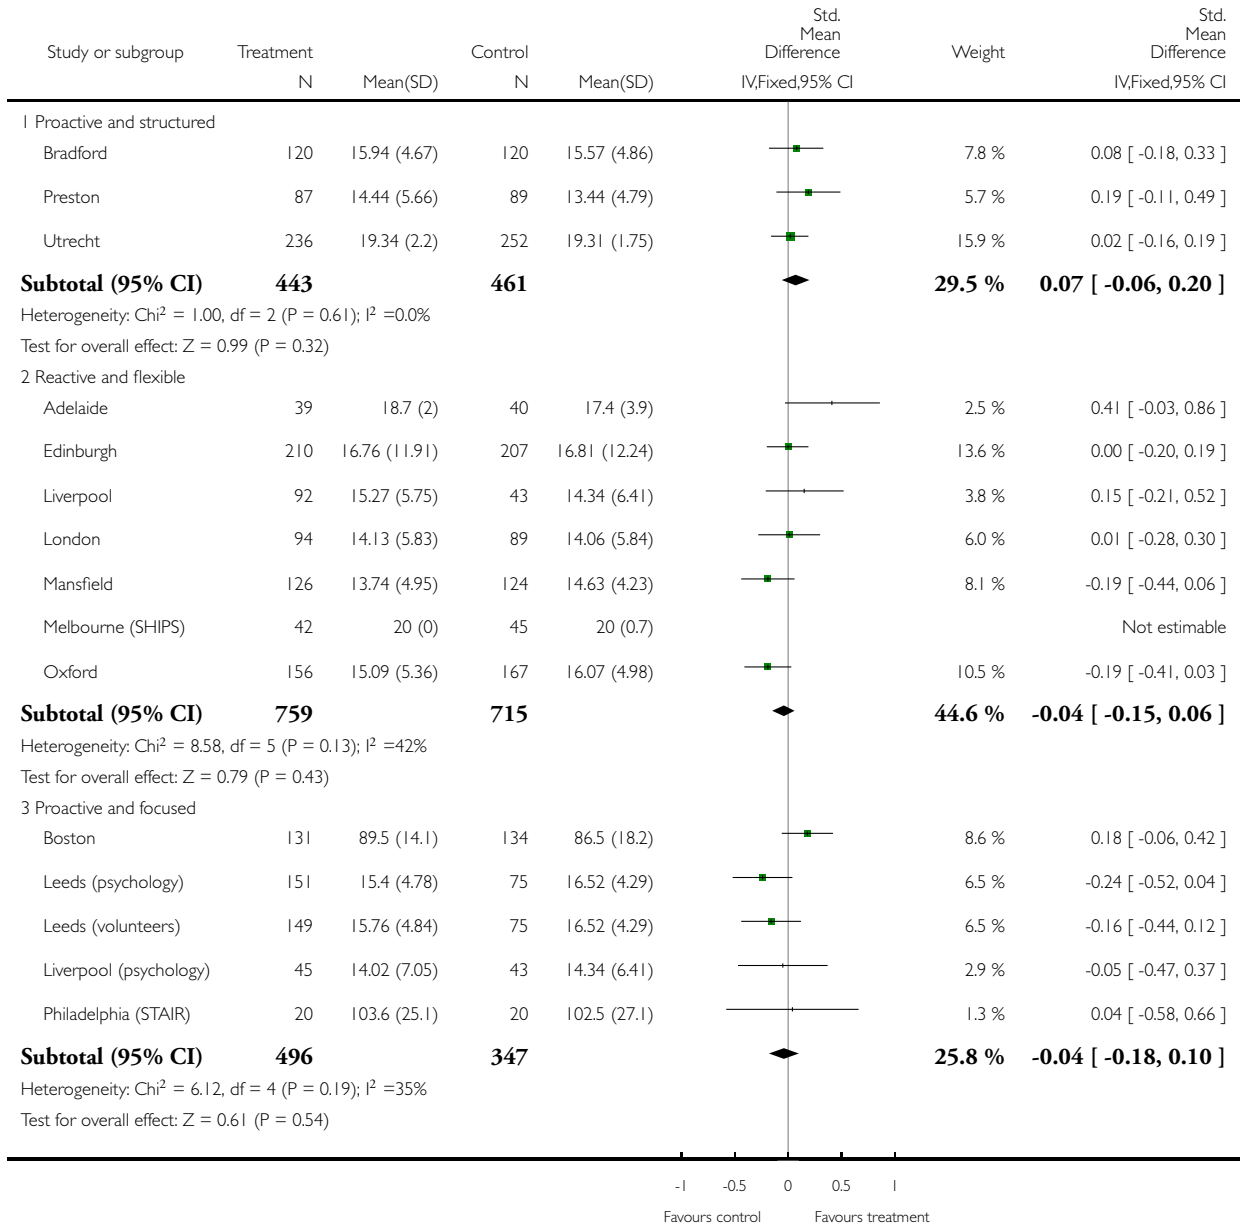 Std. Mean Difference Std. Mean Difference
Study or subgroup Treatment Control Weight
N Mean(SD) N Mean(SD) IV,Fixed,95% CI IV,Fixed,95% CI
1 Proactive and structured
Bradford 120 15.94 (4.67) 120 15.57 (4.86) 7.8 % 0.08 [ -0.18, 0.33 ]
Preston 87 14.44 (5.66) 89 13.44 (4.79) 5.7 % 0.19 [ -0.11, 0.49 ]
Utrecht 236 19.34 (2.2) 252 19.31 (1.75) 15.9 % 0.02 [ -0.16, 0.19 ]
Subtotal (95% CI) 443 461 29.5 % 0.07 [ -0.06, 0.20 ]
Heterogeneity: Chi² = 1.00, df = 2 (P = 0.61); I² =0.0%
Test for overall effect: Z = 0.99 (P = 0.32)
2 Reactive and flexible
Adelaide 39 18.7 (2) 40 17.4 (3.9) 2.5 % 0.41 [ -0.03, 0.86 ]
Edinburgh 210 16.76 (11.91) 207 16.81 (12.24) 13.6 % 0.00 [ -0.20, 0.19 ]
Liverpool 92 15.27 (5.75) 43 14.34 (6.41) 3.8 % 0.15 [ -0.21, 0.52 ]
London 94 14.13 (5.83) 89 14.06 (5.84) 6.0 % 0.01 [ -0.28, 0.30 ]
Mansfield 126 13.74 (4.95) 124 14.63 (4.23) 8.1 % -0.19 [ -0.44, 0.06 ]
Melbourne (SHIPS) 42 20 (0) 45 20 (0.7) Not estimable
Oxford 156 15.09 (5.36) 167 16.07 (4.98) 10.5 % -0.19 [ -0.41, 0.03 ]
Subtotal (95% CI) 759 715 44.6 % -0.04 [ -0.15, 0.06 ]
Heterogeneity: Chi² = 8.58, df = 5 (P = 0.13); I² =42%
Test for overall effect: Z = 0.79 (P = 0.43)
3 Proactive and focused
Boston 131 89.5 (14.1) 134 86.5 (18.2) 8.6 % 0.18 [ -0.06, 0.42 ]
Leeds (psychology) 151 15.4 (4.78) 75 16.52 (4.29) 6.5 % -0.24 [ -0.52, 0.04 ]
Leeds (volunteers) 149 15.76 (4.84) 75 16.52 (4.29) 6.5 % -0.16 [ -0.44, 0.12 ]
Liverpool (psychology) 45 14.02 (7.05) 43 14.34 (6.41) 2.9 % -0.05 [ -0.47, 0.37 ]
Philadelphia (STAIR) 20 103.6 (25.1) 20 102.5 (27.1) 1.3 % 0.04 [ -0.58, 0.66 ]
Subtotal (95% CI) 496 347 25.8 % -0.04 [ -0.18, 0.10 ]
Heterogeneity: Chi² = 6.12, df = 4 (P = 0.19); I² =35%
Test for overall effect: Z = 0.61 (P = 0.54)
-1 -0.5 0 0.5 1
Favours control Favours treatment